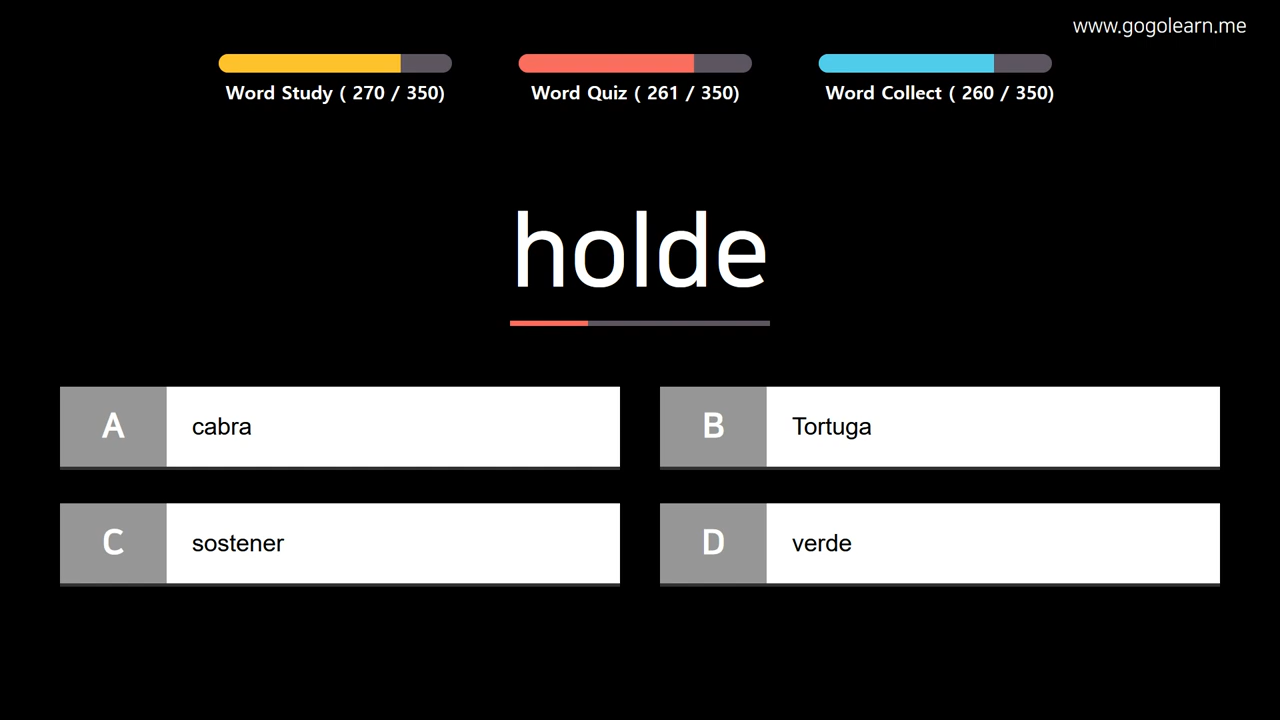 www.gogolearn.me
Word Study ( 270 / 350)
Word Quiz ( 261 / 350)
Word Collect ( 260 / 350)
holde
A cabra
B Tortuga
C sostener
D verde